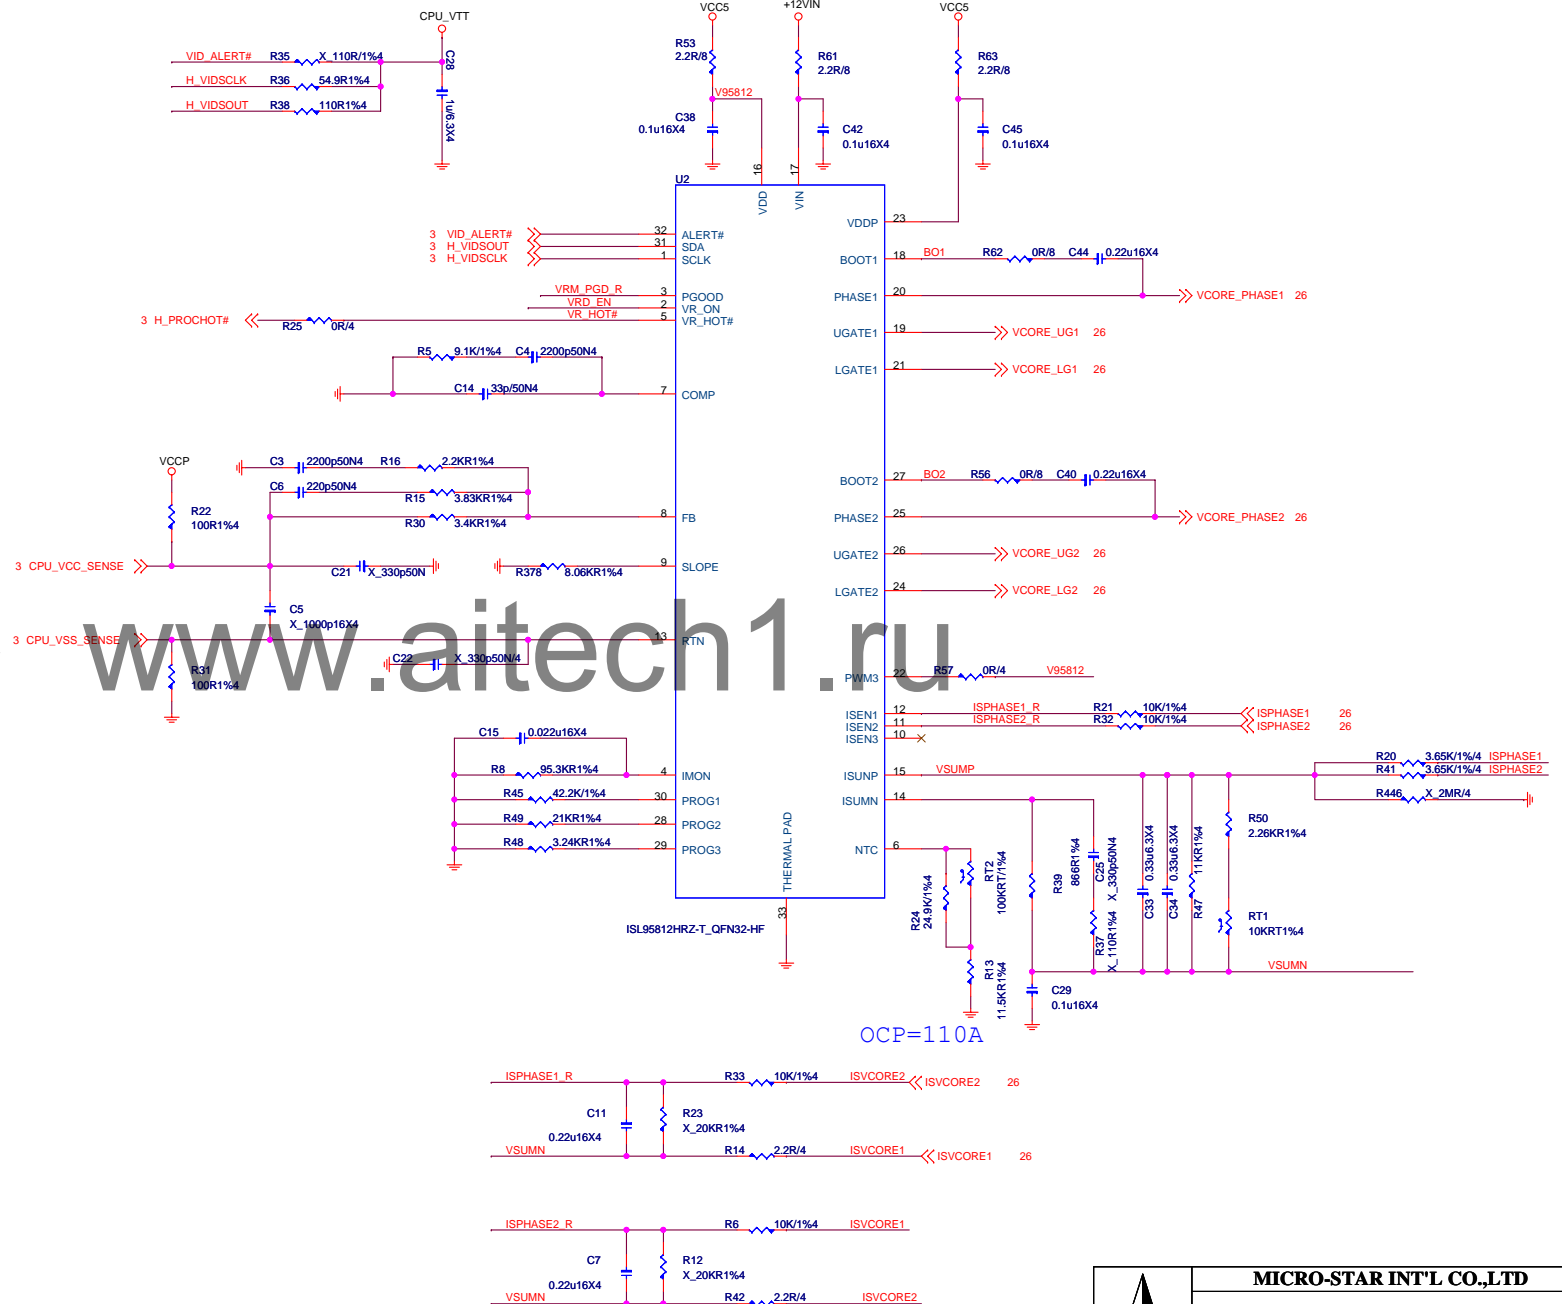 CPU_VTT
VCC5
+12VIN
VCC5
VID_ALERT# R35 X_110R/1%4
H_VIDSCLK R36 54.9R1%4
H_VIDSOUT R38 110R1%4
C28
1u/6.3X4
R53
2.2R/8
R61
2.2R/8
R63
2.2R/8
V95812
C38
0.1u16X4
C42
0.1u16X4
C45
0.1u16X4
U2
16
17
VDD
VIN
VDDP 23
3 VID_ALERT# 32 ALERT#
3 H_VIDSOUT 31 SDA
3 H_VIDSCLK 1 SCLK
BOOT1 18 BO1 R62 0R/8 C44 0.22u16X4
VRM_PGD_R 3 PGOOD
VRD_EN 2 VR_ON
3 H_PROCHOT# R25 0R/4 VR_HOT# 5 VR_HOT#
PHASE1 20 VCORE_PHASE1 26
UGATE1 19 VCORE_UG1 26
LGATE1 21 VCORE_LG1 26
R5 9.1K/1%4 C4 2200p50N4
C14 33p/50N4 7 COMP
VCCP
C3 2200p50N4 R16 2.2KR1%4
C6 220p50N4 R15 3.83KR1%4
R22
100R1%4
R30 3.4KR1%4 8 FB
BOOT2 27 BO2 R56 0R/8 C40 0.22u16X4
PHASE2 25 VCORE_PHASE2 26
UGATE2 26 VCORE_UG2 26
LGATE2 24 VCORE_LG2 26
3 CPU_VCC_SENSE C21 X_330p50N R378 8.06KR1%4 9 SLOPE
C5
X_1000p16X4
3 CPU_VSS_SENSE 13 RTN
C22 X_330p50N/4
R31
100R1%4
www.aitech1.ru
PWM3 22 R57 0R/4 V95812
ISEN1 12 ISPHASE1_R R21 10K/1%4 ISPHASE1 26
ISEN2 11 ISPHASE2_R R32 10K/1%4 ISPHASE2 26
ISEN3 10
C15 0.022u16X4
R8 95.3KR1%4 4 IMON
R45 42.2K/1%4 30 PROG1
R49 21KR1%4 28 PROG2
R48 3.24KR1%4 29 PROG3
R20 3.65K/1%/4 ISPHASE1
R41 3.65K/1%/4 ISPHASE2
R446 X_2MR/4
ISUNP 15 VSUMP
ISUMN 14
NTC 6
THERMAL PAD
33
ISL95812HRZ-T_QFN32-HF
R24
24.9K/1%4
RT2
100KRT/1%4
R13
11.5KR1%4
R39
866R1%4
C25
X_330p50N4
R37
X_110R1%4
C33
0.33u6.3X4
C34
0.33u6.3X4
R47
11KR1%4
R50
2.26KR1%4
RT1
10KRT1%4
VSUMN
C29
0.1u16X4
OCP=110A
ISPHASE1_R R33 10K/1%4 ISVCORE2 ISVCORE2 26
C11
0.22u16X4
R23
X_20KR1%4
VSUMN R14 2.2R/4 ISVCORE1 ISVCORE1 26
ISPHASE2_R R6 10K/1%4 ISVCORE1
C7
0.22u16X4
R12
X_20KR1%4
VSUMN R42 2.2R/4 ISVCORE2
MICRO-STAR INT'L CO.,LTD